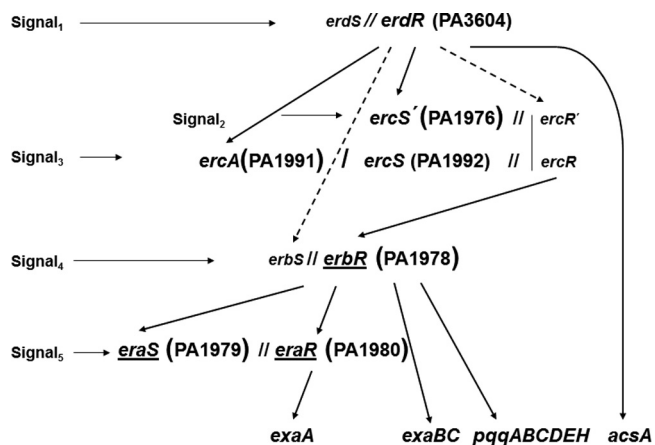 Signal1 erdS // erdR (PA3604)
Signal2 ercS´ (PA1976) // ercR´
Signal3 ercA(PA1991) / ercS (PA1992) // ercR
Signal4 erbS // erbR (PA1978)
Signal5 eraS (PA1979) // eraR (PA1980)
exaA exaBC pqqABCDEH acsA